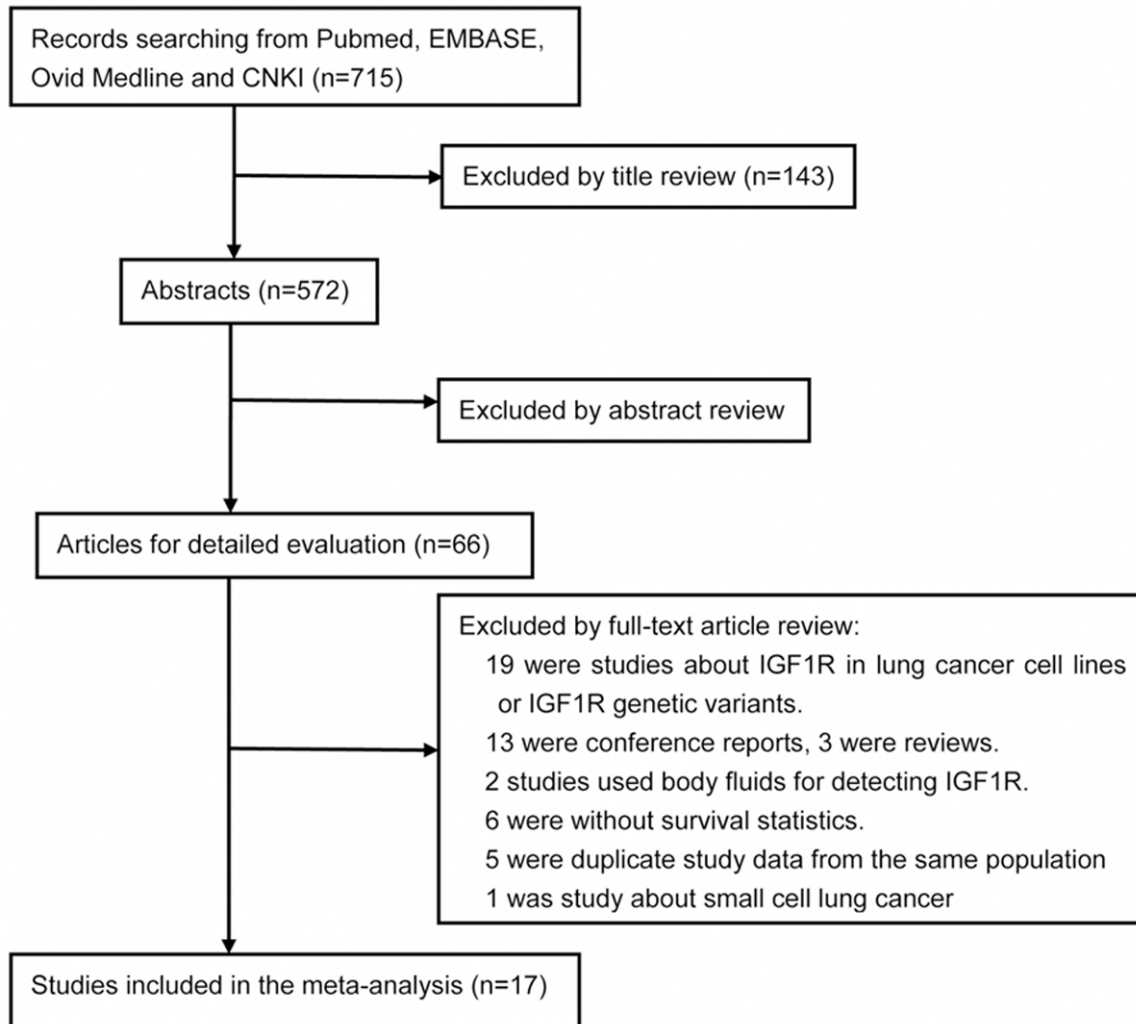 Records searching from Pubmed, EMBASE,
Ovid Medline and CNKI (n=715)
Excluded by title review (n=143)
Abstracts (n=572)
Excluded by abstract review
Articles for detailed evaluation (n=66)
Excluded by full-text article review:
19 were studies about IGF1R in lung cancer cell lines
or IGF1R genetic variants.
13 were conference reports, 3 were reviews.
2 studies used body fluids for detecting IGF1R.
6 were without survival statistics.
5 were duplicate study data from the same population
1 was study about small cell lung cancer
Studies included in the meta-analysis (n=17)